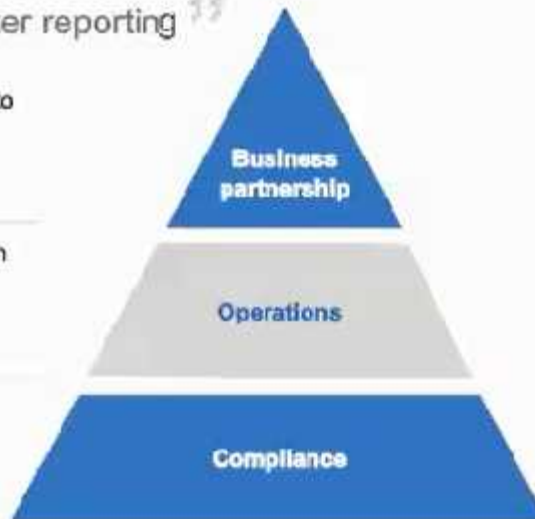 er reporting ”
o
Business
partnership
n
Operations
Compliance